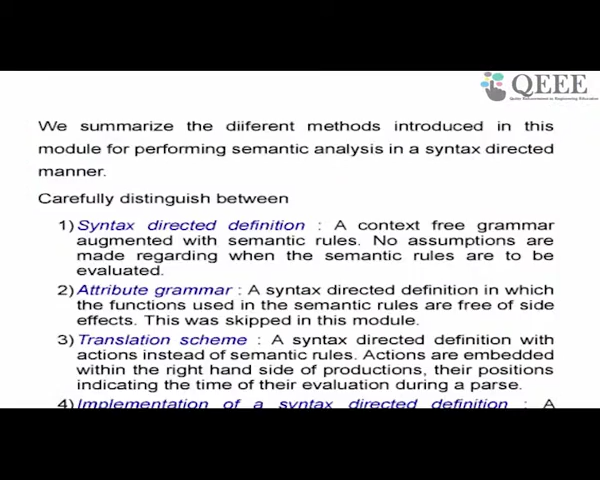 QEEE
Quality Enhancement in Engineering Education
We summarize the diiferent methods introduced in this
module for performing semantic analysis in a syntax directed
manner.
Carefully distinguish between
1) Syntax directed definition : A context free grammar
augmented with semantic rules. No assumptions are
made regarding when the semantic rules are to be
evaluated.
2) Attribute grammar : A syntax directed definition in which
the functions used in the semantic rules are free of side
effects. This was skipped in this module.
3) Translation scheme : A syntax directed definition with
actions instead of semantic rules. Actions are embedded
within the right hand side of productions, their positions
indicating the time of their evaluation during a parse.
4) Implementation of a syntax directed definition : A